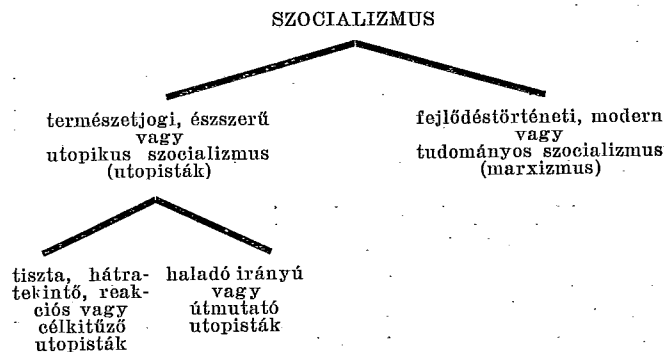 SZOCIALIZMUS
természetjogi, észszerű
vagy
utopikus szocializmus
(utopisták)
fejlődéstörténeti, modern
vagy
tudományos szocializmus
(marxizmus)
tiszta, hátra-
tekintő, reak-
ciós vagy
célkitűző
utopisták
haladó irányú
vagy
útmutató
utopisták